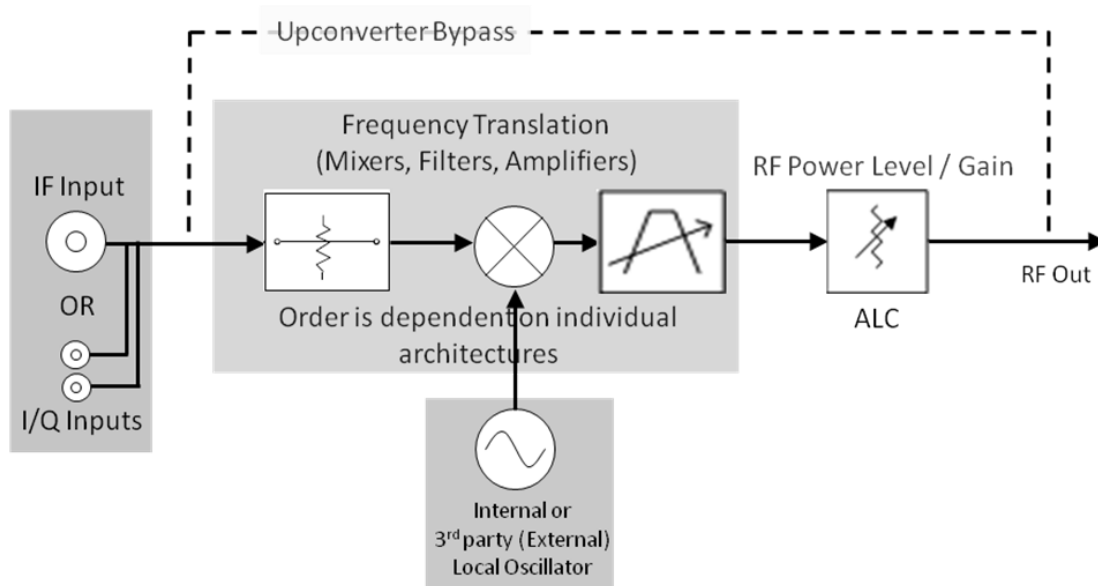 Upconverter Bypass
Frequency Translation
(Mixers, Filters, Amplifiers)
RF Power Level / Gain
IF Input
OR
I/Q Inputs
RF Out
ALC
Order is dependent on individual
architectures
Internal or
3rd party (External)
Local Oscillator